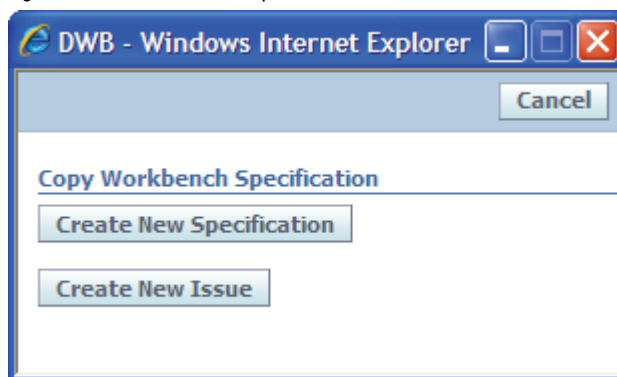 DWB - Windows Internet Explorer
Cancel
Copy Workbench Specification
Create New Specification
Create New Issue